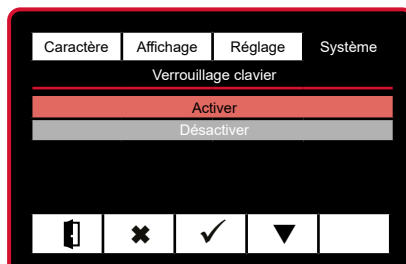 Caractère Affichage Réglage Système
Verrouillage clavier
Activer
Désactiver